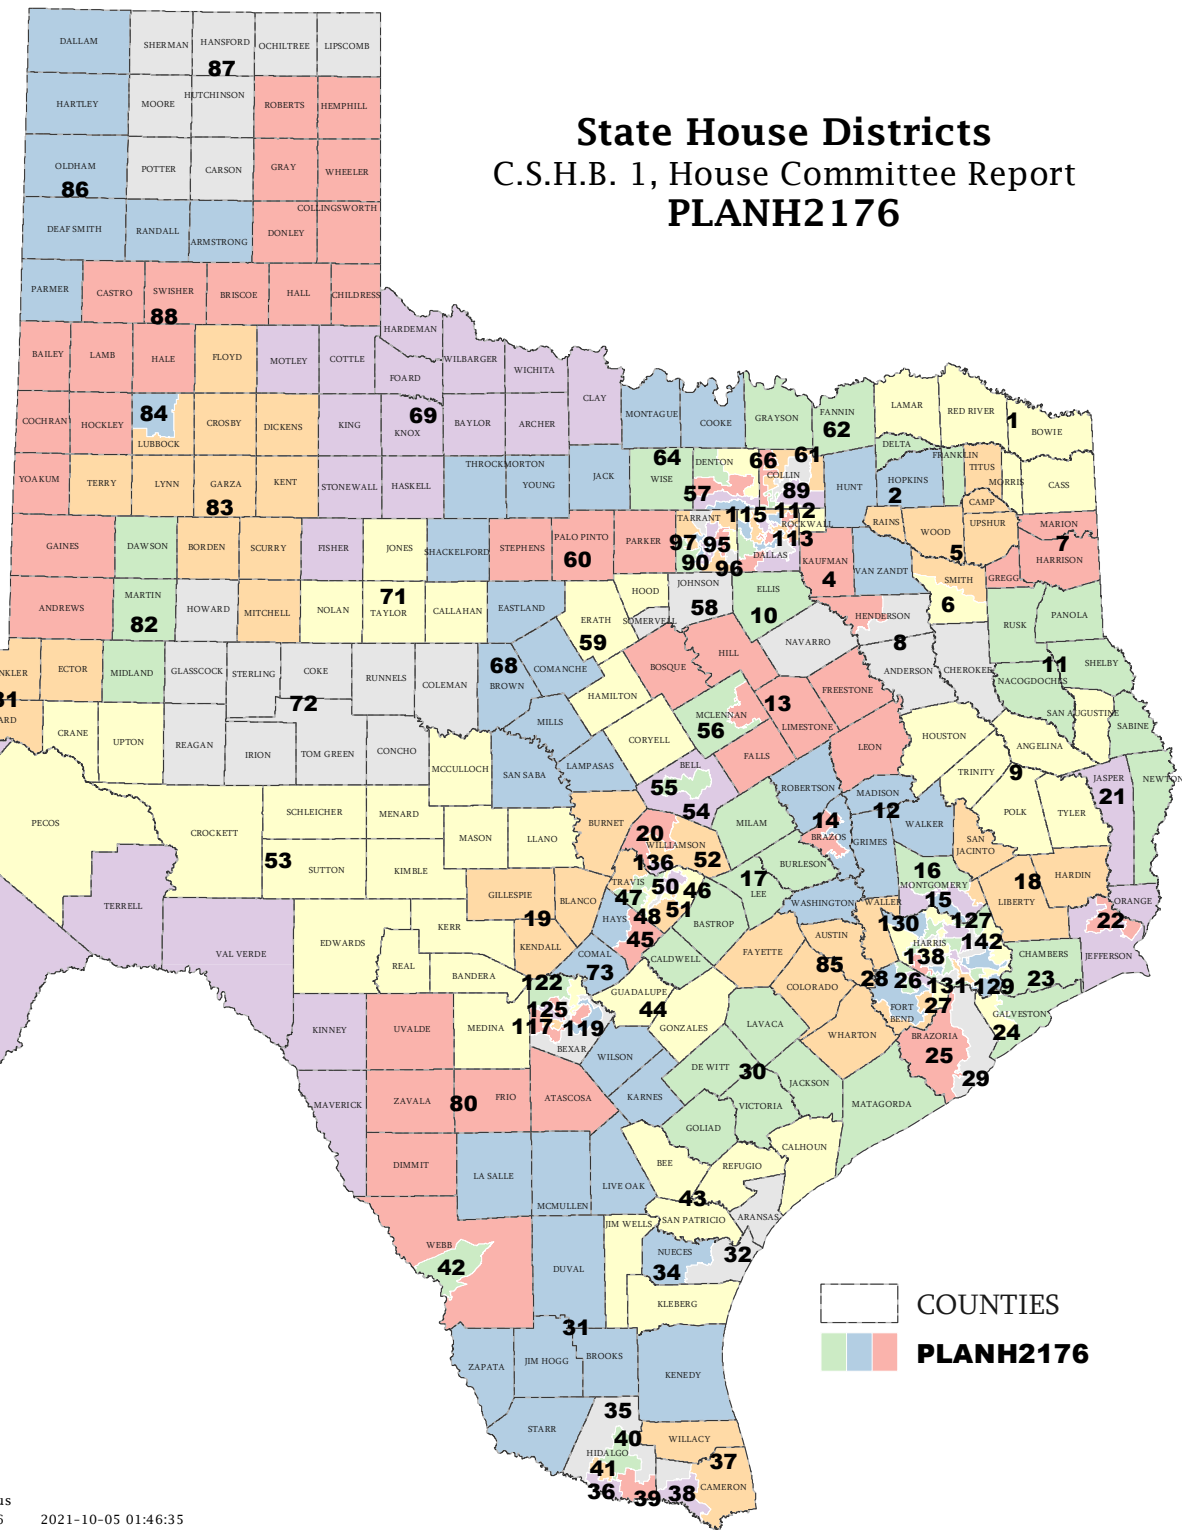 State House Districts
C.S.H.B. 1, House Committee Report
PLANH2176
DALLAM
SHERMAN
HANSFORD
OCHILTREE
LIPSCOMB
87
HARTLEY
MOORE
HUTCHINSON
ROBERTS
HEMPHILL
OLDHAM
86
POTTER
CARSON
GRAY
WHEELER
COLLINGSWORTH
DEAF SMITH
RANDALL
ARMSTRONG
DONLEY
PARMER
CASTRO
SWISHER
BRISCOE
HALL
CHILDRESS
88
HARDEMAN
BAILEY
LAMB
HALE
FLOYD
MOTLEY
COTTLE
FOARD
WILBARGER
WICHITA
CLAY
MONTAGUE
COOKE
GRAYSON
FANNIN
62
LAMAR
RED RIVER
1
BOWIE
COCHRAN
HOCKLEY
84
LUBBOCK
CROSBY
DICKENS
KING
KNOX
69
BAYLOR
ARCHER
DELTA
FRANKLIN
TITUS
MORRIS
CASS
CAMP
YOAKUM
TERRY
LYNN
GARZA
83
KENT
STONEWALL
HASKELL
THROCKMORTON
YOUNG
JACK
64
WISE
DENTON
66
COLLIN
61
57
89
HUNT
HOPKINS
2
115
112
TARRANT
ROCKWALL
97
95
113
90
96
DALLAS
RAINS
WOOD
UPSHUR
5
MARION
7
HARRISON
GAINES
DAWSON
BORDEN
SCURRY
FISHER
JONES
SHACKELFORD
STEPHENS
PALO PINTO
60
PARKER
KAUFMAN
4
VAN ZANDT
SMITH
6
GREGG
ANDREWS
MARTIN
82
HOWARD
MITCHELL
NOLAN
71
TAYLOR
CALLAHAN
EASTLAND
ERATH
59
HOOD
SOMERVELL
JOHNSON
58
ELLIS
10
HENDERSON
8
NAVARRO
RUSK
PANOLA
NKLER
31
ARD
ECTOR
MIDLAND
GLASSCOCK
STERLING
COKE
72
RUNNELS
COLEMAN
68
BROWN
COMANCHE
HAMILTON
BOSQUE
HILL
FREESTONE
ANDERSON
CHEROKEE
11
NACOGDOCHES
SHELBY
SAN AUGUSTINE
SABINE
CRANE
UPTON
REAGAN
IRION
TOM GREEN
CONCHO
MCCULLOCH
MILLS
SAN SABA
LAMPASAS
CORYELL
MCLENNAN
56
13
LIMESTONE
FALLS
LEON
HOUSTON
ANGELINA
TRINITY
9
POLK
TYLER
JASPER
21
NEWTON
PECOS
CROCKETT
SCHLEICHER
MENARD
53
SUTTON
KIMBLE
MASON
LLANO
BURNET
BELL
55
54
20
WILLIAMSON
136
52
MILAM
ROBERTSON
MADISON
12
14
BRAZOS
GRIMES
WALKER
SAN JACINTO
TERRELL
VAL VERDE
EDWARDS
REAL
KERR
BANDERA
GILLESPIE
19
KENDALL
BLANCO
TRAVIS
47
50
46
51
48
HAYS
45
BASTROP
17
LEE
BURLESON
WASHINGTON
WALLER
16
MONTGOMERY
15
127
18
LIBERTY
HARDIN
ORANGE
22
JEFFERSON
130
HARRIS
142
138
CHAMBERS
23
COMAL
73
CALDWELL
FAYETTE
AUSTIN
85
COLORADO
28
26
131
129
FORT BEND
27
GALVESTON
24
KINNEY
UVALDE
MEDINA
122
125
117
119
BEXAR
GUADALUPE
44
GONZALES
WILSON
LAVACA
WHARTON
BRAZORIA
25
29
DE WITT
30
JACKSON
MATAGORDA
MAVERICK
ZAVALA
80
FRIO
ATASCOSA
KARNES
GOLIAD
VICTORIA
CALHOUN
DIMMIT
LA SALLE
MCMULLEN
LIVE OAK
BEE
REFUGIO
43
SAN PATRICIO
ARANSAS
WEBB
42
DUVAL
JIM WELLS
NUECES
34
32
KLEBERG
31
ZAPATA
JIM HOGG
BROOKS
KENEDY
STARR
35
40
HIDALGO
41
36
39
38
WILLACY
37
CAMERON
COUNTIES
PLANH2176
us
6 2021-10-05 01:46:35